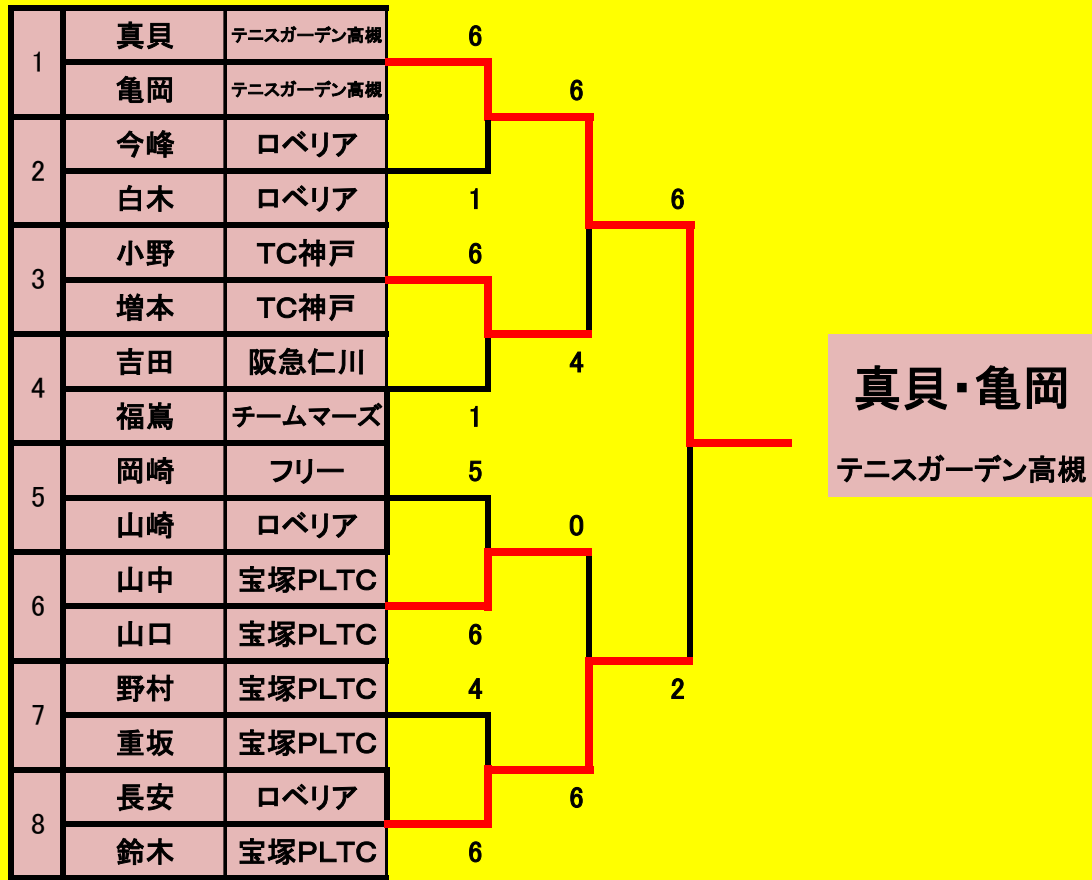 1 真貝 テニスガーデン高槻 6
亀岡 テニスガーデン高槻 6
2 今峰 ロベリア
白木 ロベリア 1 6
3 小野 TC神戸 6
増本 TC神戸
4 吉田 阪急仁川 4
福嶌 チームマーズ 1
5 岡崎 フリー 5
山崎 ロベリア 0
6 山中 宝塚PLTC
山口 宝塚PLTC 6
7 野村 宝塚PLTC 4 2
重坂 宝塚PLTC
8 長安 ロベリア 6
鈴木 宝塚PLTC 6
真貝・亀岡
テニスガーデン高槻